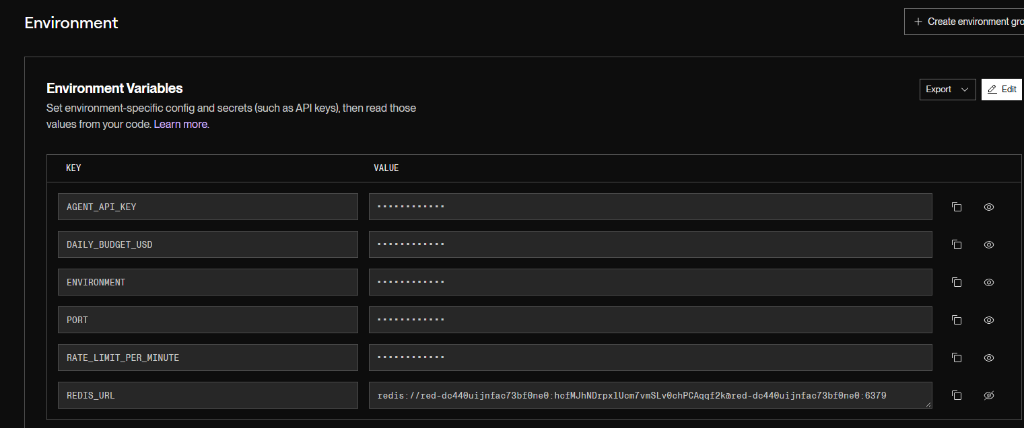 Environment
+ Create environment gro
Environment Variables
Set environment-specific config and secrets (such as API keys), then read those
values from your code. Learn more.
Export
Edit
KEY VALUE
AGENT_API_KEY ••••••••••••
DAILY_BUDGET_USD ••••••••••••
ENVIRONMENT ••••••••••••
PORT ••••••••••••
RATE_LIMIT_PER_MINUTE ••••••••••••
REDIS_URL